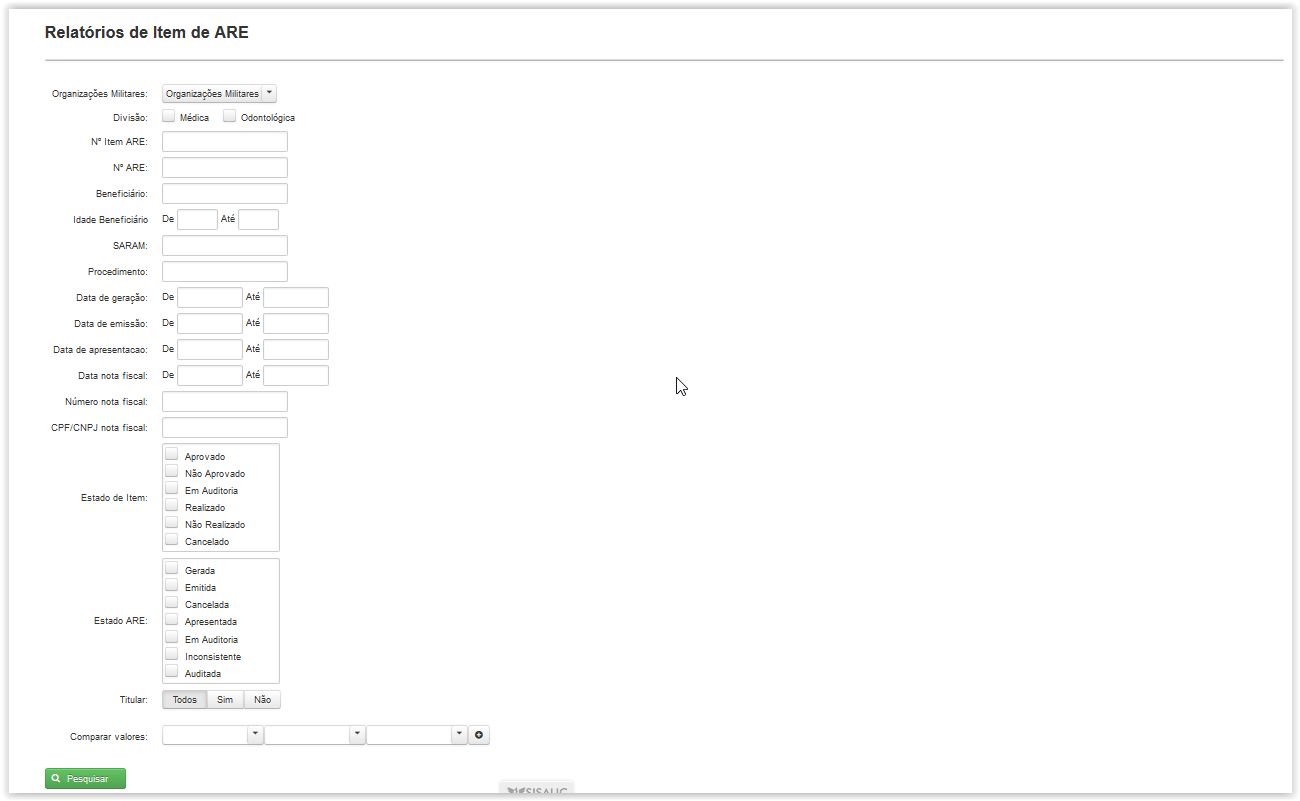 Relatórios de Item de ARE
Organizações Militares: Organizações Militares
Divisão: Médica Odontológica
Nº Item ARE:
Nº ARE:
Beneficiário:
Idade Beneficiário De Até
SARAM:
Procedimento:
Data de geração: De Até
Data de emissão: De Até
Data de apresentacao: De Até
Data nota fiscal: De Até
Número nota fiscal:
CPF/CNPJ nota fiscal:
Estado de Item:
Aprovado
Não Aprovado
Em Auditoria
Realizado
Não Realizado
Cancelado
Estado ARE:
Gerada
Emitida
Cancelada
Apresentada
Em Auditoria
Inconsistente
Auditada
Titular: Todos Sim Não
Comparar valores:
Pesquisar